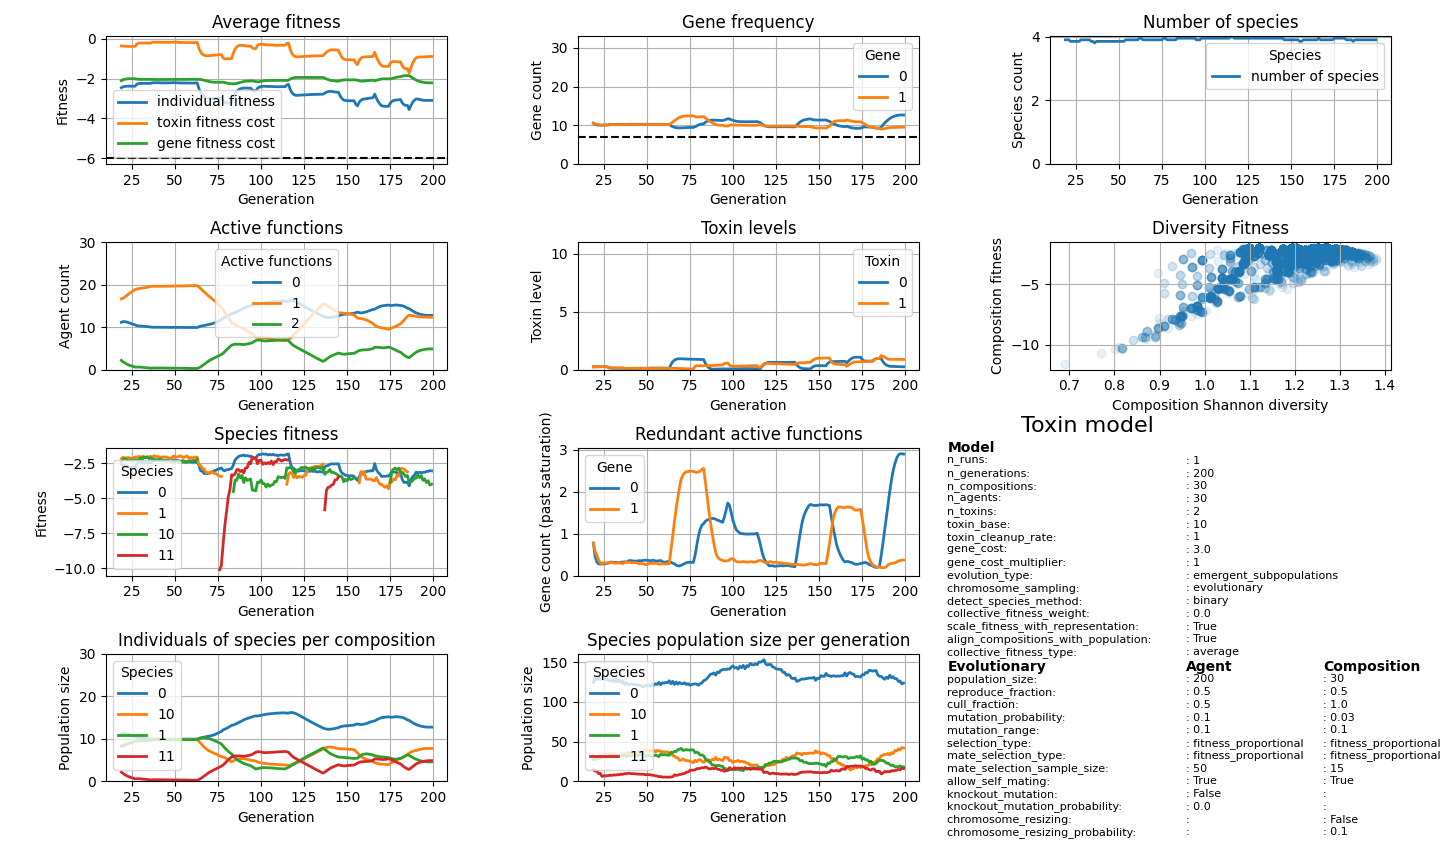 Average fitness
0
−2
−4
−6
25 50 75 100 125 150 175 200
Fitness
Generation
individual fitness
toxin fitness cost
gene fitness cost
Gene frequency
30
20
10
0
25 50 75 100 125 150 175 200
Gene count
Generation
Gene
0
1
Number of species
4
2
0
25 50 75 100 125 150 175 200
Species count
Generation
Species
number of species
Active functions
30
20
10
0
25 50 75 100 125 150 175 200
Agent count
Generation
Active functions
0
1
2
Toxin levels
10
5
0
25 50 75 100 125 150 175 200
Toxin level
Generation
Toxin
0
1
Diversity Fitness
−5
−10
0.7 0.8 0.9 1.0 1.1 1.2 1.3 1.4
Composition fitness
Composition Shannon diversity
Species fitness
−2.5
−5.0
−7.5
−10.0
25 50 75 100 125 150 175 200
Fitness
Generation
Species
0
1
10
11
Redundant active functions
3
2
1
0
25 50 75 100 125 150 175 200
Gene count (past saturation)
Generation
Gene
0
1
Individuals of species per composition
30
20
10
0
25 50 75 100 125 150 175 200
Population size
Generation
Species
0
10
1
11
Species population size per generation
150
100
50
0
25 50 75 100 125 150 175 200
Population size
Generation
Species
0
10
1
11
Toxin model
Model
n_runs: : 1
n_generations: : 200
n_compositions: : 30
n_agents: : 30
n_toxins: : 2
toxin_base: : 10
toxin_cleanup_rate: : 1
gene_cost: : 3.0
gene_cost_multiplier: : 1
evolution_type: : emergent_subpopulations
chromosome_sampling: : evolutionary
detect_species_method: : binary
collective_fitness_weight: : 0.0
scale_fitness_with_representation: : True
align_compositions_with_population: : True
collective_fitness_type: : average
Evolutionary Agent Composition
population_size: : 200 : 30
reproduce_fraction: : 0.5 : 0.5
cull_fraction: : 0.5 : 1.0
mutation_probability: : 0.1 : 0.03
mutation_range: : 0.1 : 0.1
selection_type: : fitness_proportional : fitness_proportional
mate_selection_type: : fitness_proportional : fitness_proportional
mate_selection_sample_size: : 50 : 15
allow_self_mating: : True : True
knockout_mutation: : False :
knockout_mutation_probability: : 0.0 :
chromosome_resizing: : : False
chromosome_resizing_probability: : : 0.1